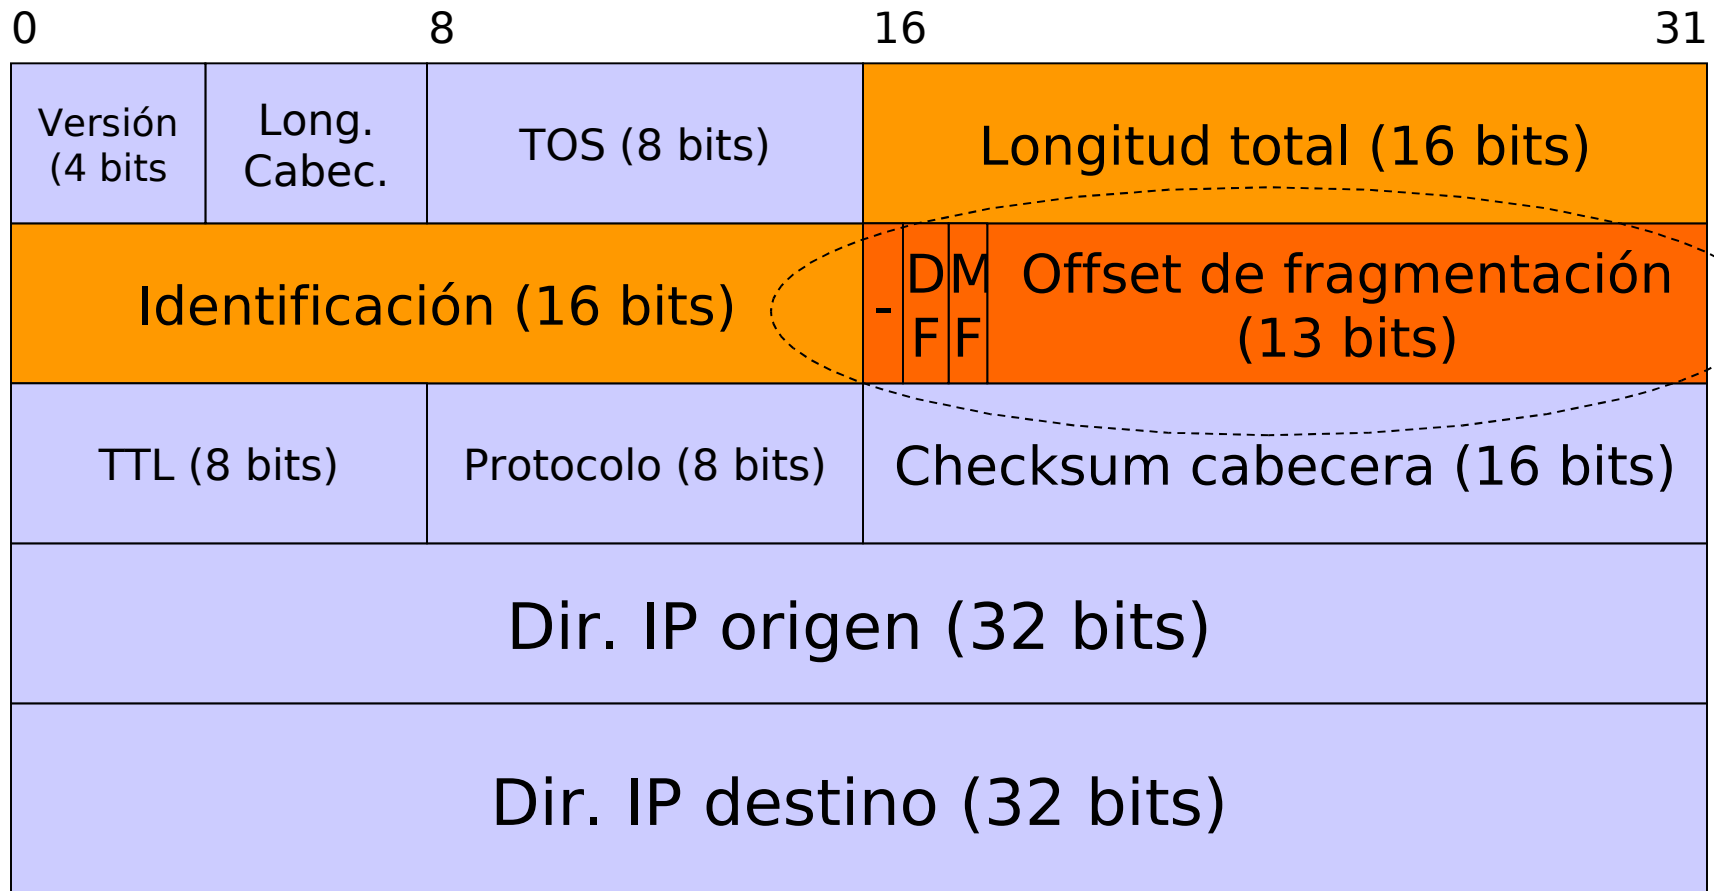 0 8 16 31
Versión
(4 bits
Long.
Cabec.
TOS (8 bits)
Longitud total (16 bits)
Identificación (16 bits)
-
D
F
M
F
Offset de fragmentación
(13 bits)
TTL (8 bits)
Protocolo (8 bits)
Checksum cabecera (16 bits)
Dir. IP origen (32 bits)
Dir. IP destino (32 bits)